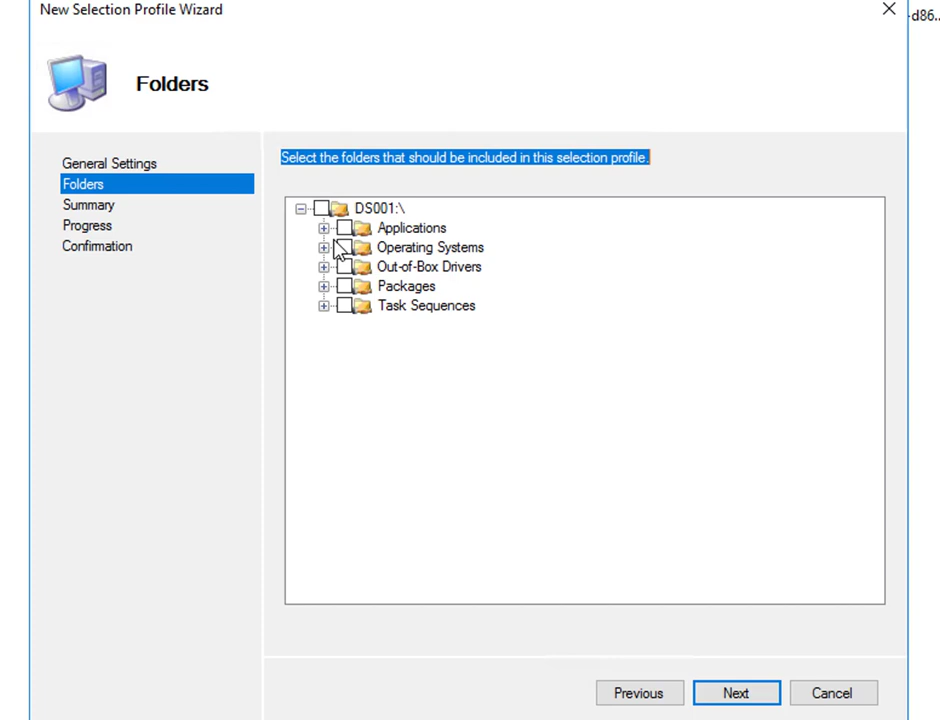 New Selection Profile Wizard
-d86..
Folders
General Settings
Folders
Summary
Progress
Confirmation
Select the folders that should be included in this selection profile.
DS001:\
Applications
Operating Systems
Out-of-Box Drivers
Packages
Task Sequences
Previous
Next
Cancel